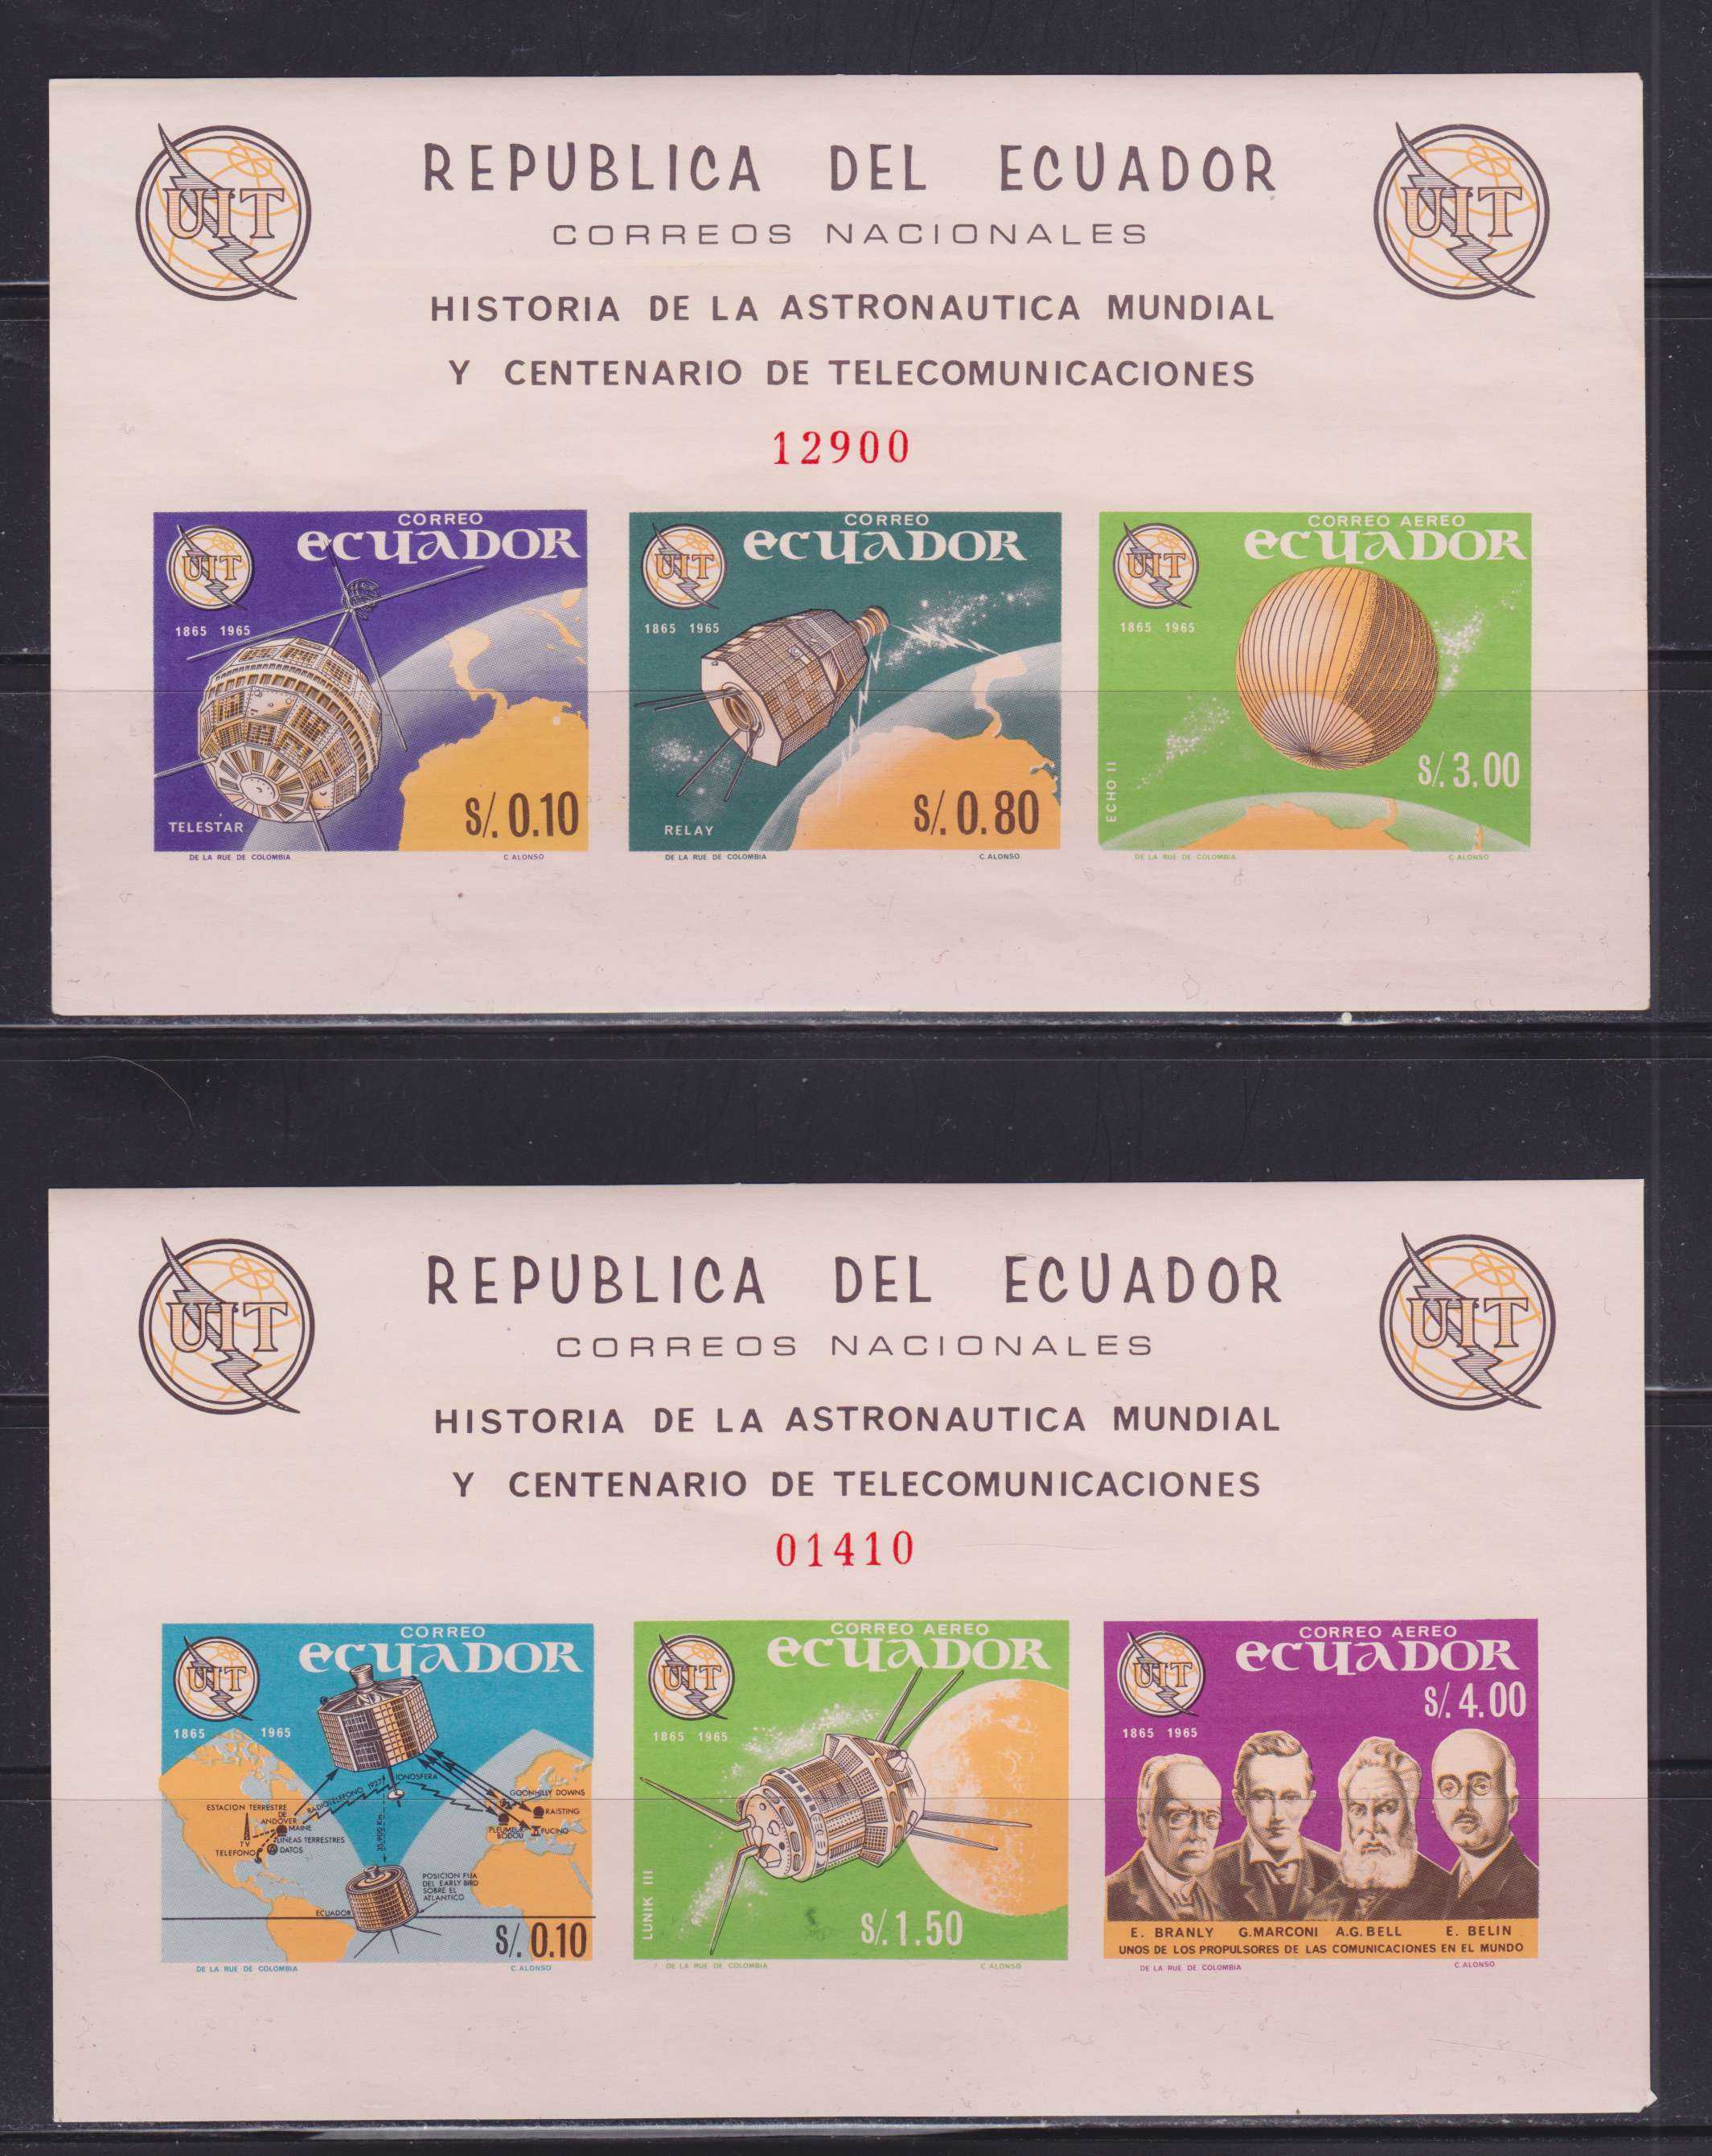 UIT
REPUBLICA DEL ECUADOR
UIT
CORREOS NACIONALES
HISTORIA DE LA ASTRONAUTICA MUNDIAL
Y CENTENARIO DE TELECOMUNICACIONES
12900
CORREO
ECUADOR
UIT
1865 1965
TELESTAR
S/. 0.10
DE LA RUE DE COLOMBIA
C. ALONSO
CORREO
ECUADOR
UIT
1865 1965
RELAY
S/. 0.80
DE LA RUE DE COLOMBIA
C. ALONSO
CORREO AEREO
ECUADOR
UIT
1865 1965
ECHO II
S/. 3.00
DE LA RUE DE COLOMBIA
C. ALONSO
UIT
REPUBLICA DEL ECUADOR
UIT
CORREOS NACIONALES
HISTORIA DE LA ASTRONAUTICA MUNDIAL
Y CENTENARIO DE TELECOMUNICACIONES
01410
CORREO
ECUADOR
UIT
1865 1965
IONOSFERA
RADIOTELEFONO 1927
GOONHILLY DOWNS
RAISTING
PLEUMEUR
BODOU
FUCINO
ESTACION TERRESTRE
DE
ANDOVER
MAINE
TV
LINEAS TERRESTRES
TELEFONO
DATOS
POSICION FIJA
DEL EARLY BIRD
SOBRE EL
ATLANTICO
ECUADOR
S/. 0.10
DE LA RUE DE COLOMBIA
C. ALONSO
CORREO AEREO
ECUADOR
UIT
1865 1965
LUNIK III
S/. 1.50
DE LA RUE DE COLOMBIA
C. ALONSO
CORREO AEREO
ECUADOR
UIT
S/. 4.00
1865 1965
E. BRANLY G. MARCONI A.G. BELL E. BELIN
UNOS DE LOS PROPULSORES DE LAS COMUNICACIONES EN EL MUNDO
DE LA RUE DE COLOMBIA
C. ALONSO